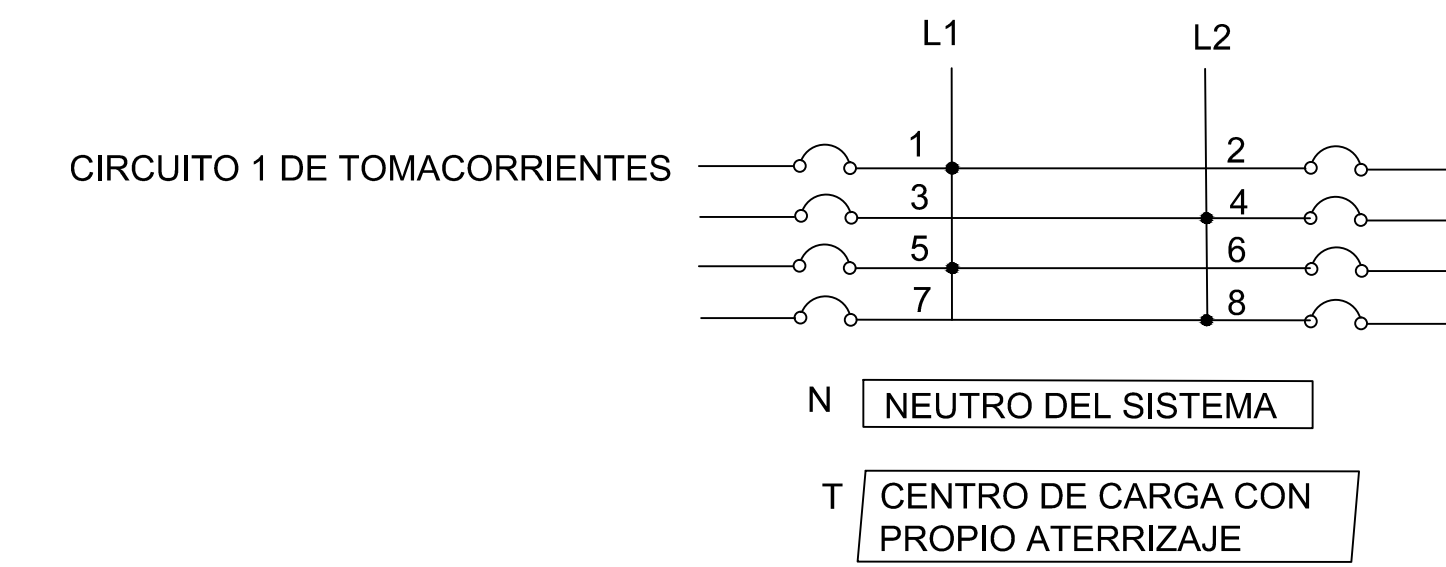 L1 L2
CIRCUITO 1 DE TOMACORRIENTES 1 2
3 4
5 6
7 8
N NEUTRO DEL SISTEMA
T CENTRO DE CARGA CON
PROPIO ATERRIZAJE